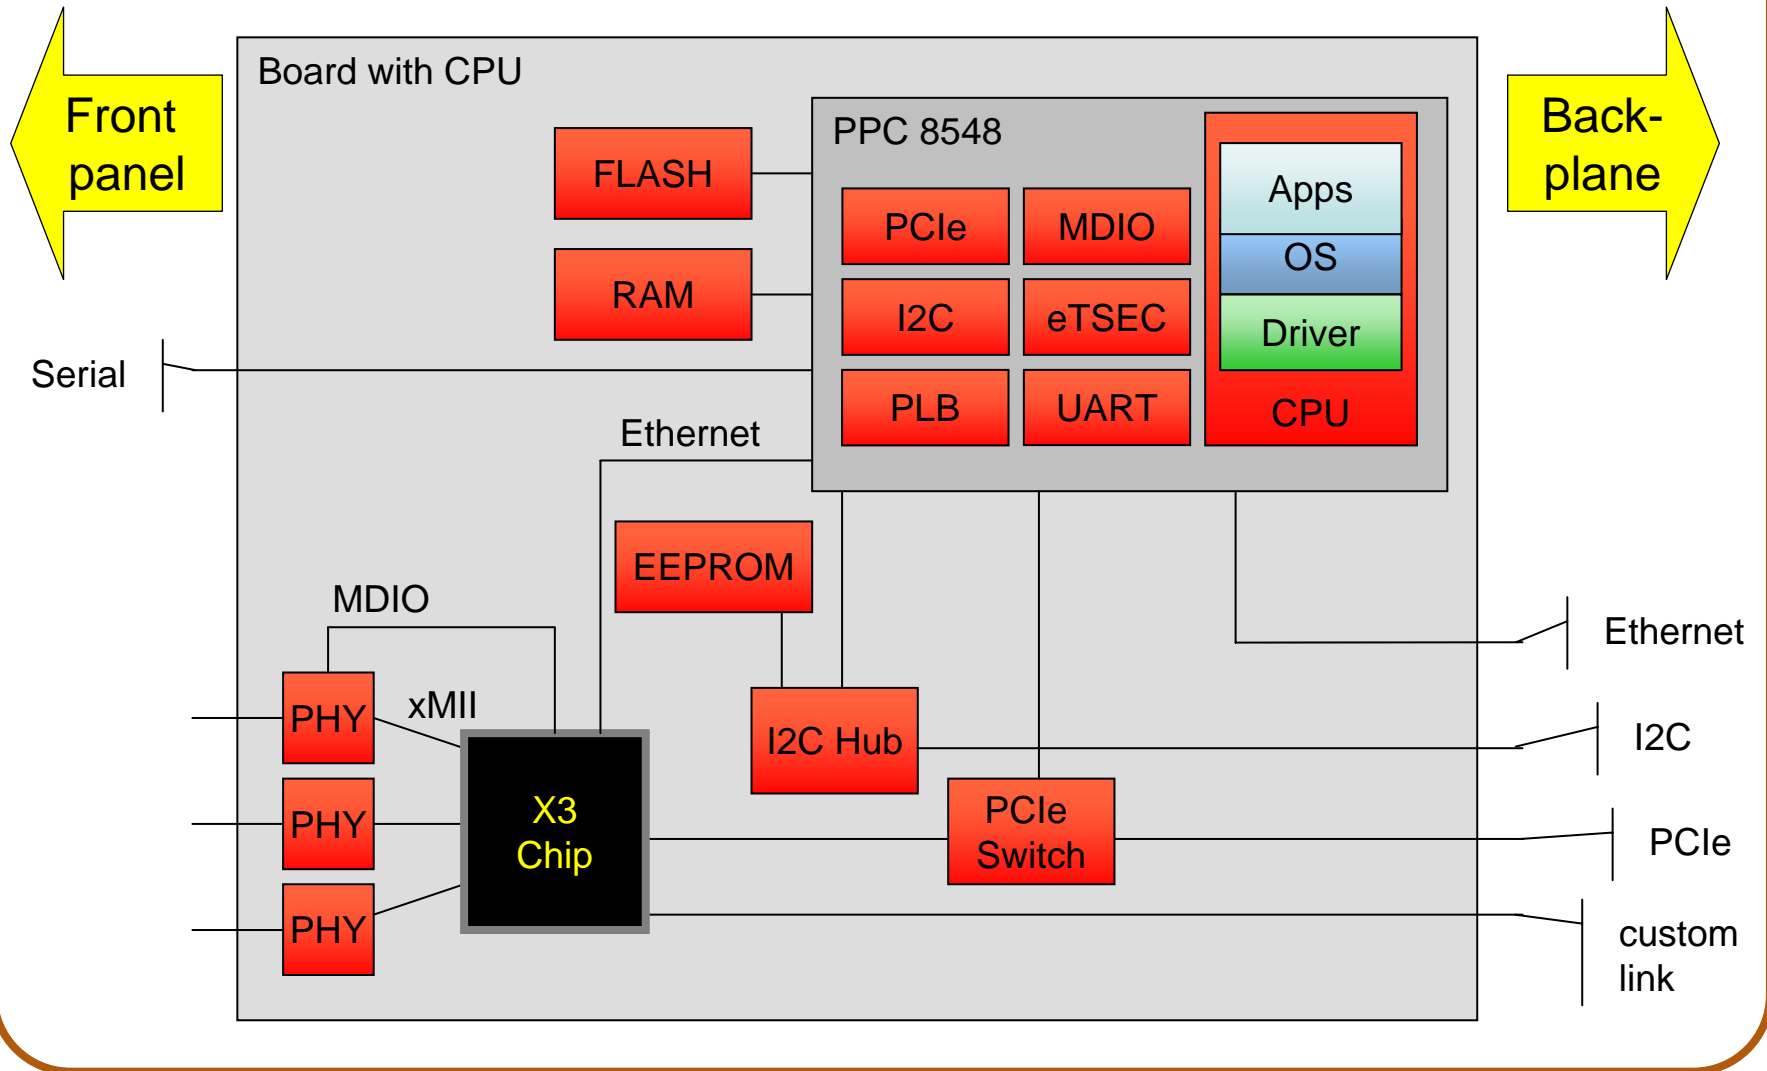 Front
panel
Board with CPU
Back-
plane
PPC 8548
FLASH
RAM
PCIe
MDIO
I2C
eTSEC
PLB
UART
Apps
OS
Driver
CPU
Serial
Ethernet
EEPROM
MDIO
xMII
PHY
PHY
PHY
X3
Chip
I2C Hub
PCIe
Switch
Ethernet
I2C
PCIe
custom
link